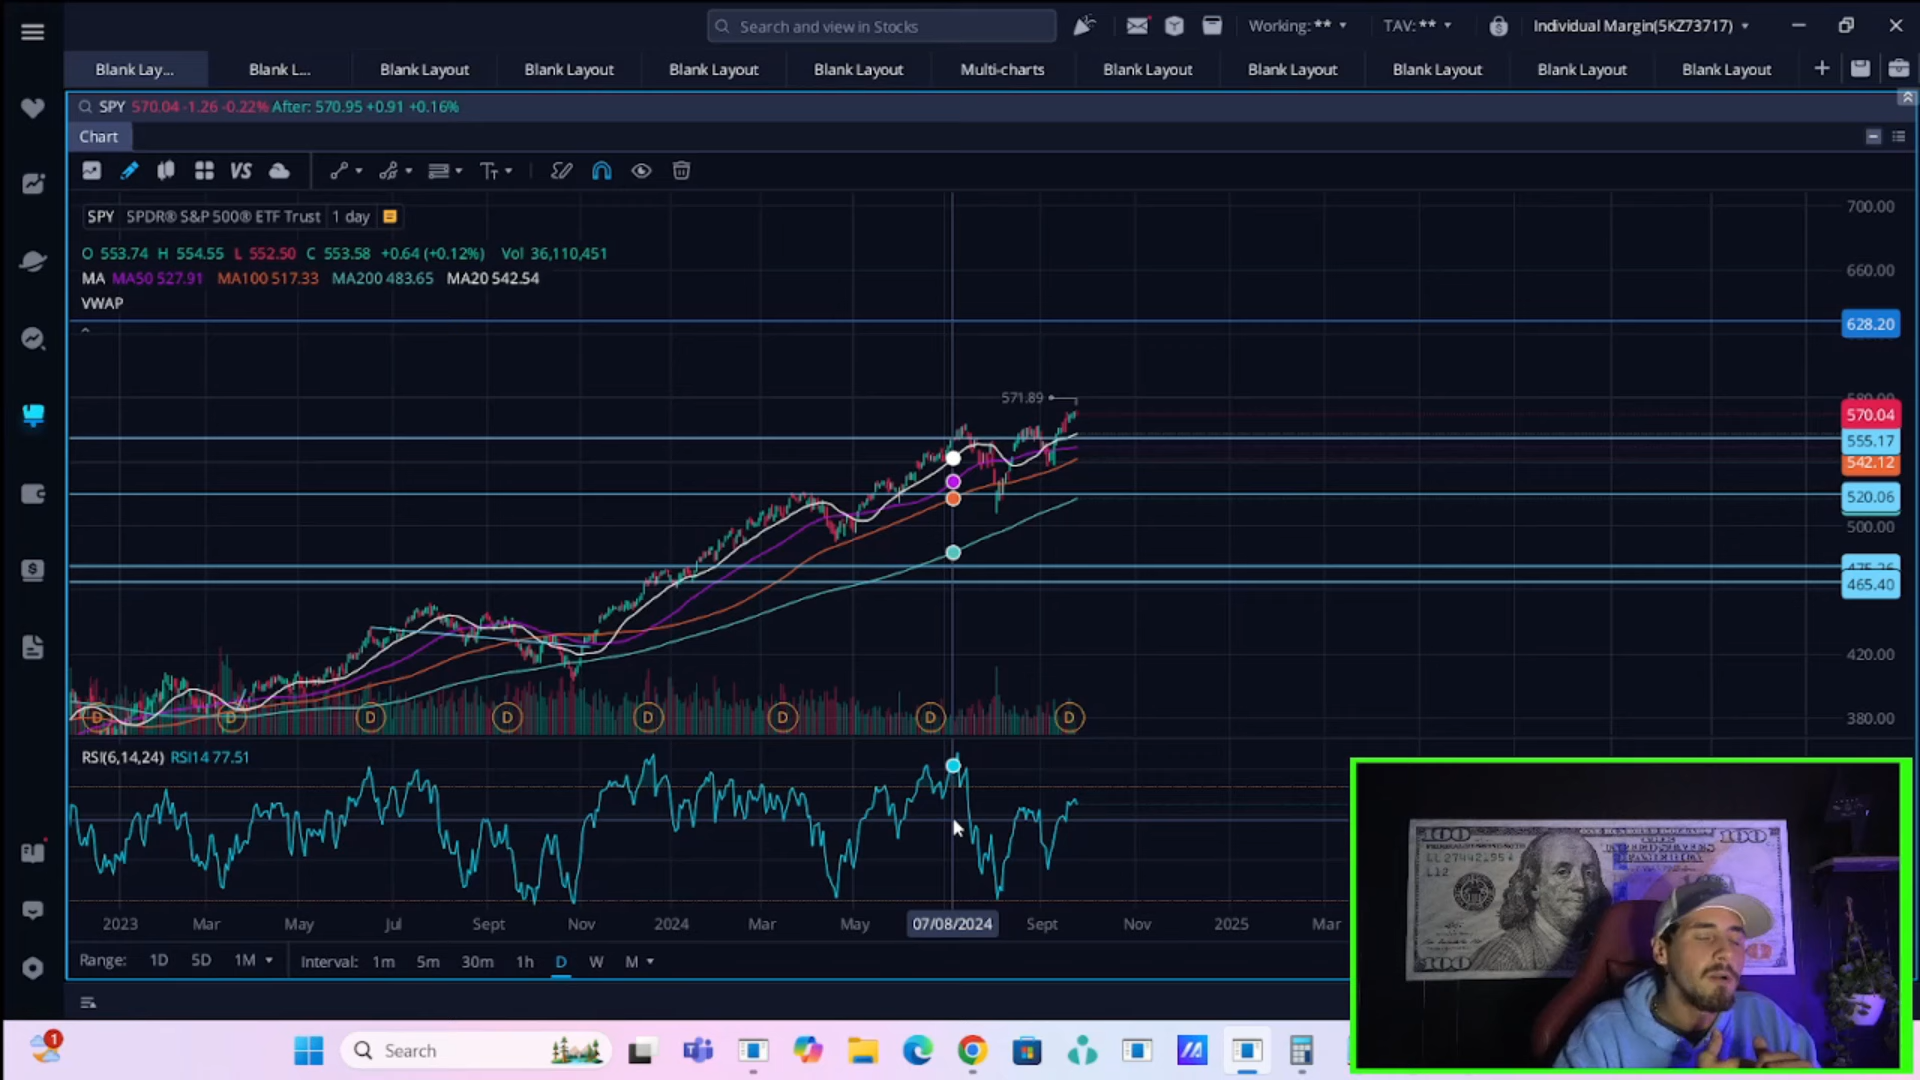 Search and view in Stocks
Working: **
TAV: **
Individual Margin(5KZ73717)
Blank Lay...
Blank L...
Blank Layout
Blank Layout
Blank Layout
Blank Layout
Multi-charts
Blank Layout
Blank Layout
Blank Layout
Blank Layout
Blank Layout
SPY 570.04 -1.26 -0.22% After: 570.95 +0.91 +0.16%
Chart
VS
SPY SPDR® S&P 500® ETF Trust 1 day
O 553.74 H 554.55 L 552.50 C 553.58 +0.64 (+0.12%) Vol 36,110,451
MA MA50 527.91 MA100 517.33 MA200 483.65 MA20 542.54
VWAP
700.00
660.00
628.20
571.89
570.04
555.17
542.12
520.06
500.00
465.40
420.00
380.00
D D D D D D D D
RSI(6,14,24) RSI14 77.51
2023 Mar May Jul Sept Nov 2024 Mar May 07/08/2024 Sept Nov 2025 Mar
Range: 1D 5D 1M Interval: 1m 5m 30m 1h D W M
100 100
100
1
Search